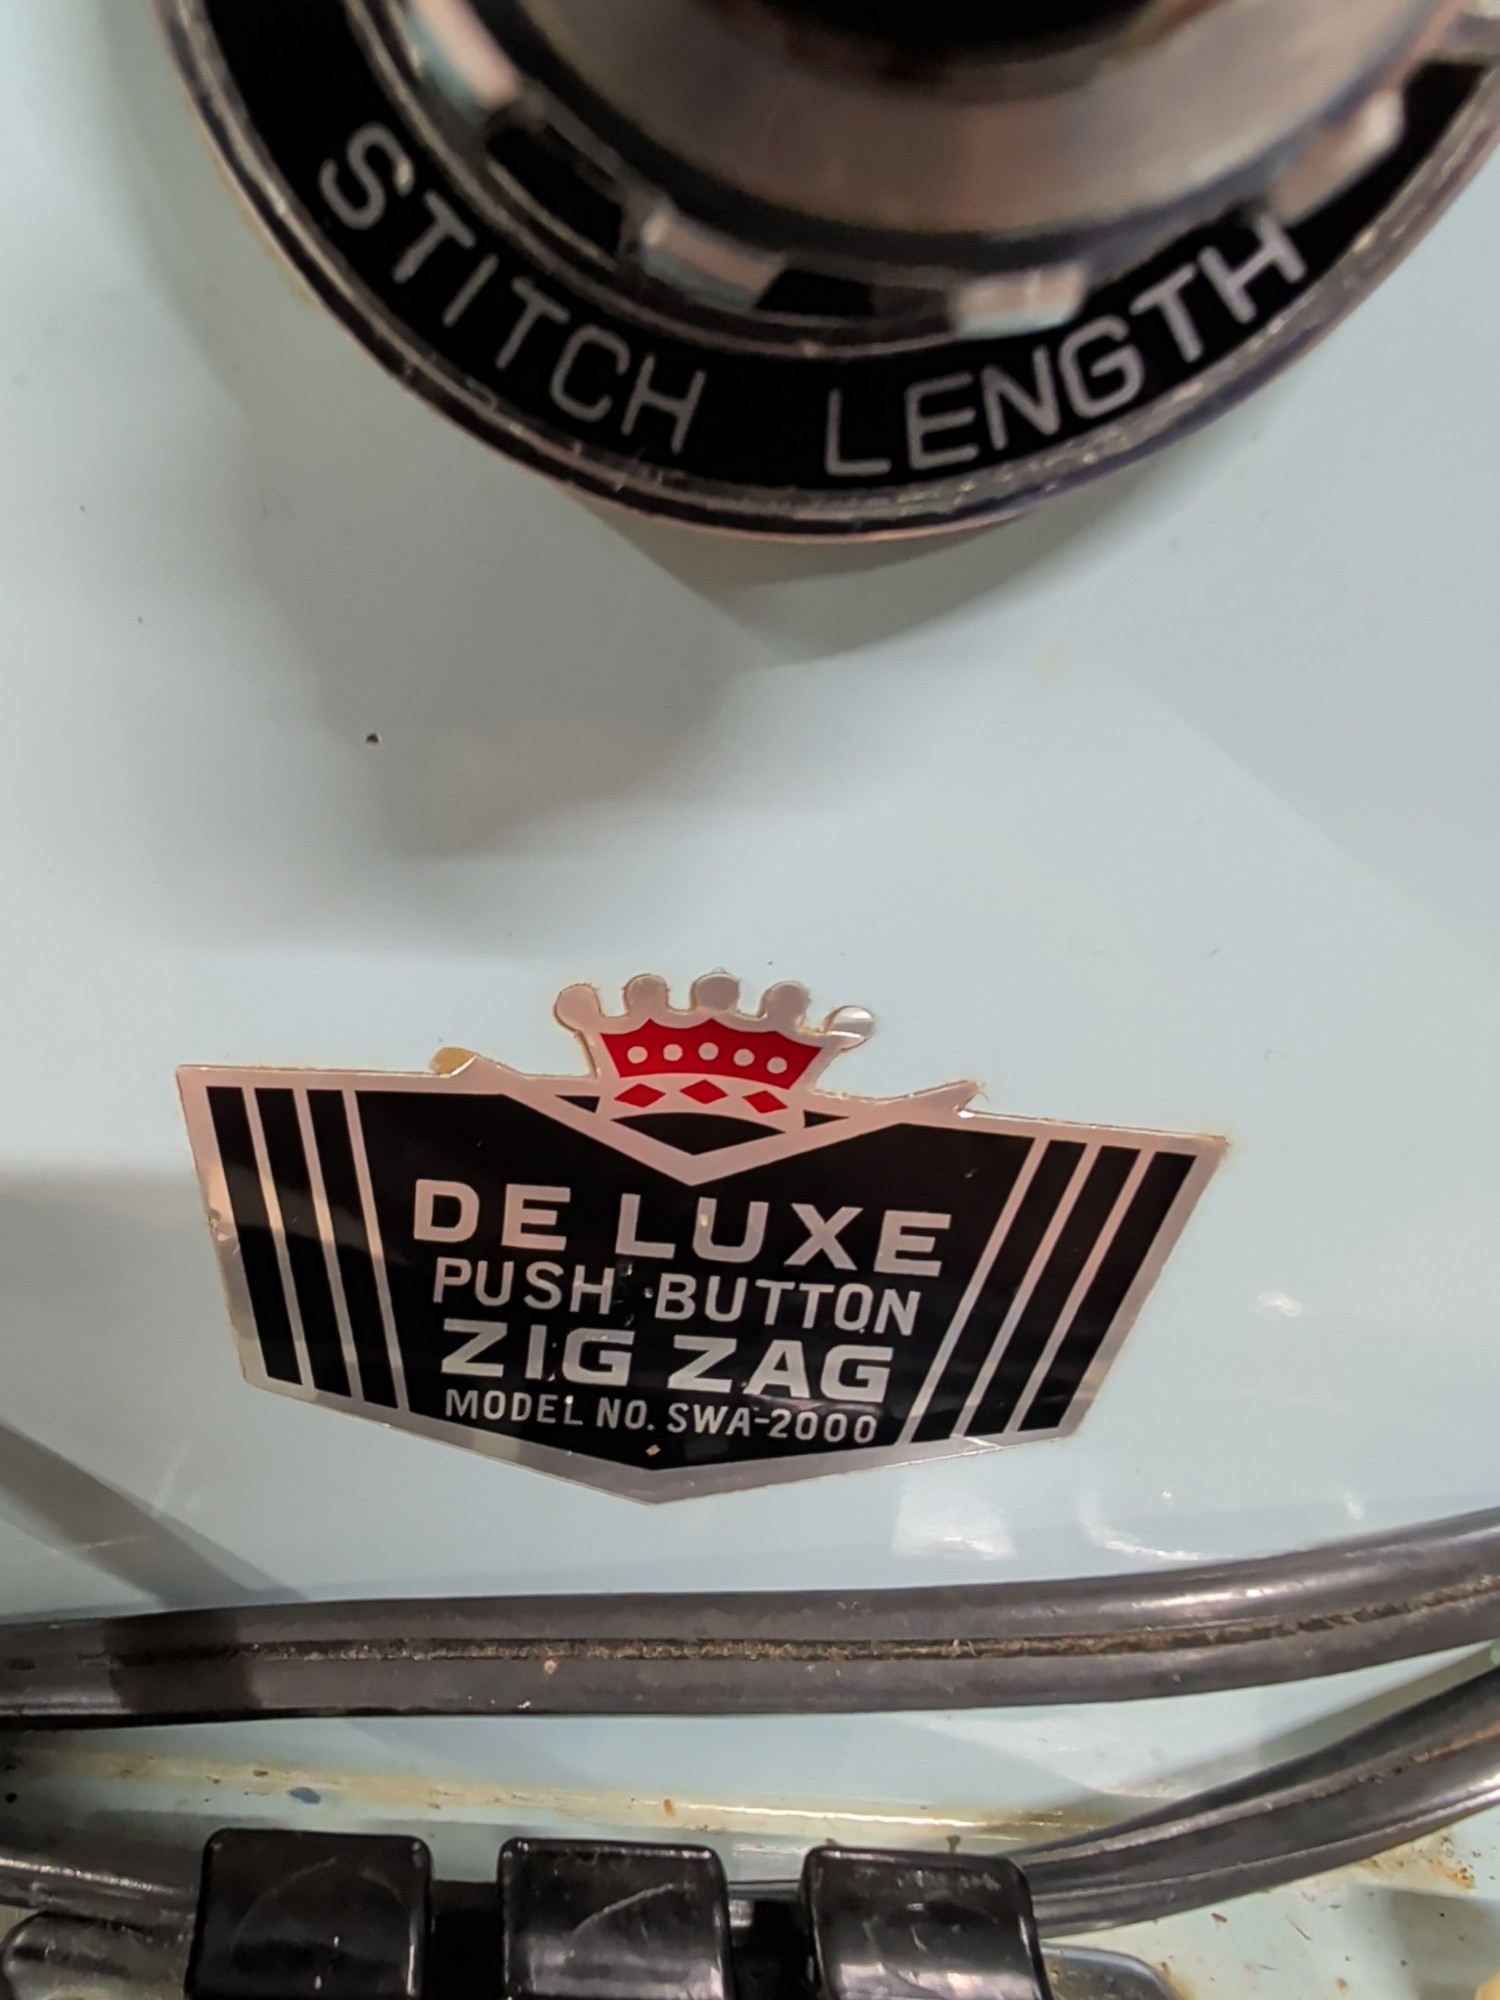 STITCH LENGTH
DE LUXE
PUSH BUTTON
ZIG ZAG
MODEL NO. SWA-2000